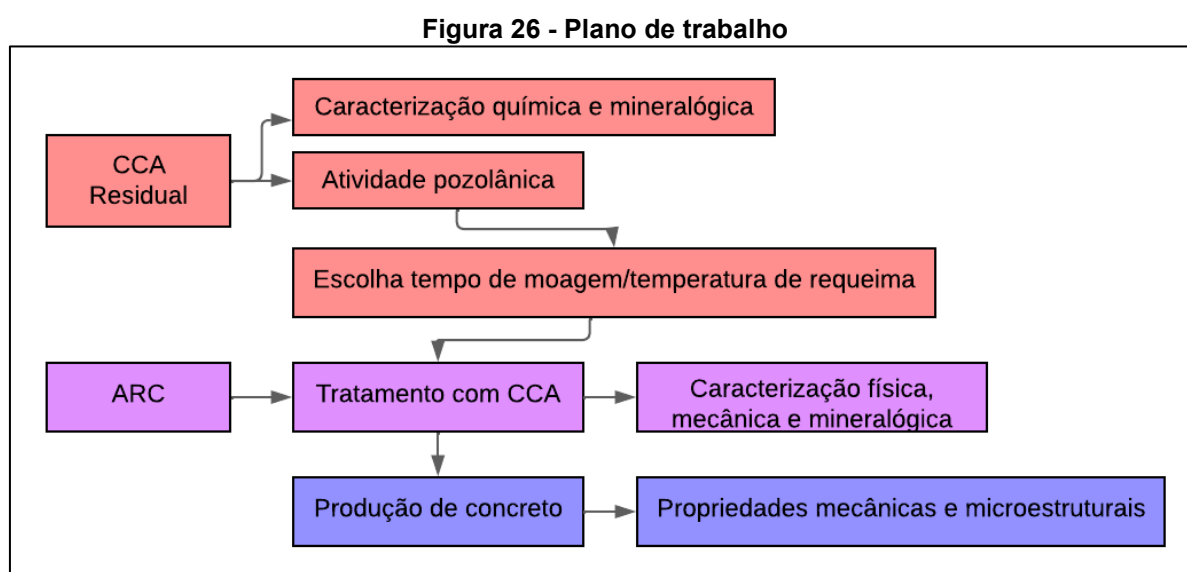 Figura 26 - Plano de trabalho
Caracterização química e mineralógica
CCA
Residual
Atividade pozolânica
Escolha tempo de moagem/temperatura de requeima
ARC
Tratamento com CCA
Caracterização física,
mecânica e mineralógica
Produção de concreto
Propriedades mecânicas e microestruturais